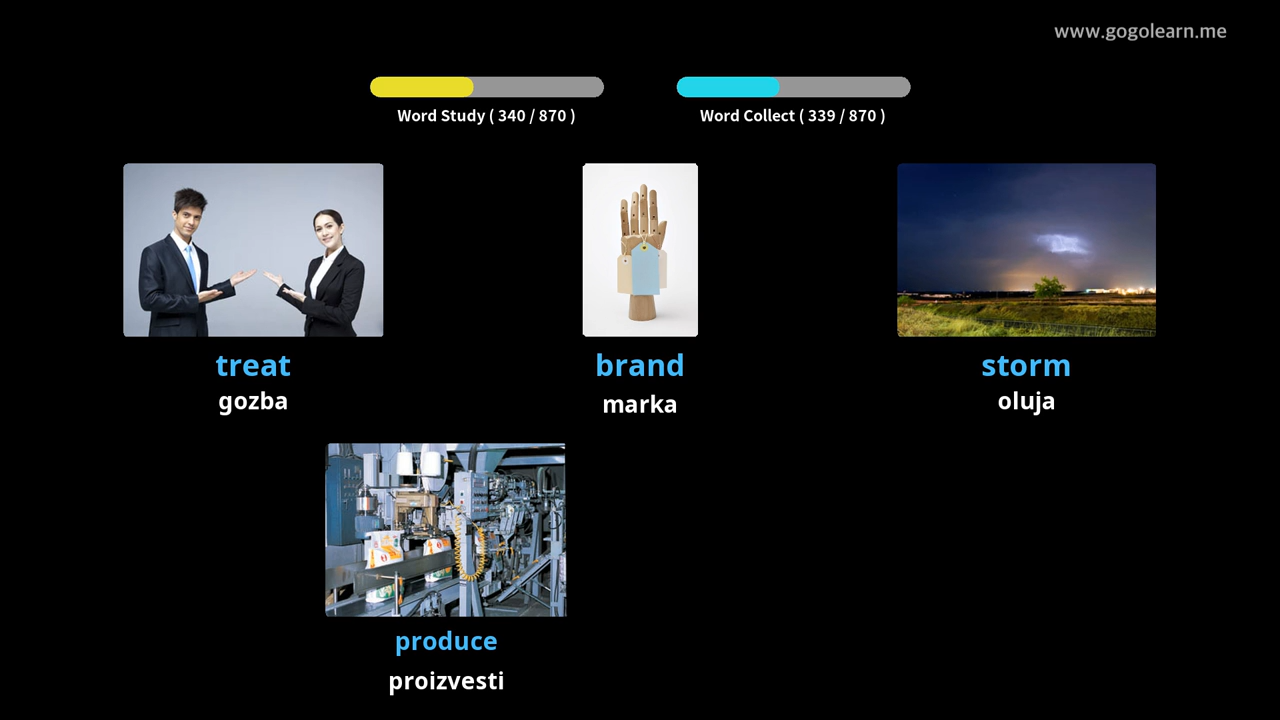 www.gogolearn.me
Word Study ( 340 / 870 )
Word Collect ( 339 / 870 )
treat
gozba
brand
marka
storm
oluja
produce
proizvesti